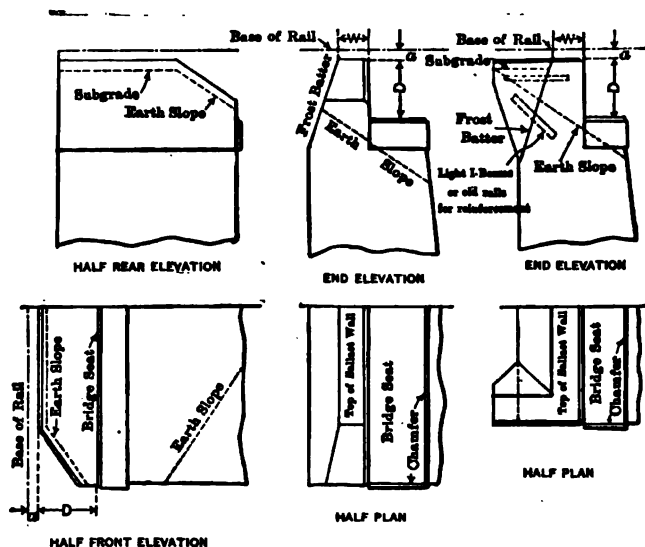 Subgrade
Earth Slope
HALF REAR ELEVATION
Base of Rail
W
a
D
Frost Batter
Earth
Slope
END ELEVATION
Base of Rail
W
a
D
Subgrade
Frost
Batter
Earth Slope
Light I-Beams
or old rails
for reinforcement
END ELEVATION
Base of Rail
Earth Slope
Bridge Seat
Earth Slope
a
D
HALF FRONT ELEVATION
Top of Ballast Wall
Bridge Seat
Chamfer
HALF PLAN
Top of Ballast Wall
Bridge Seat
Chamfer
HALF PLAN